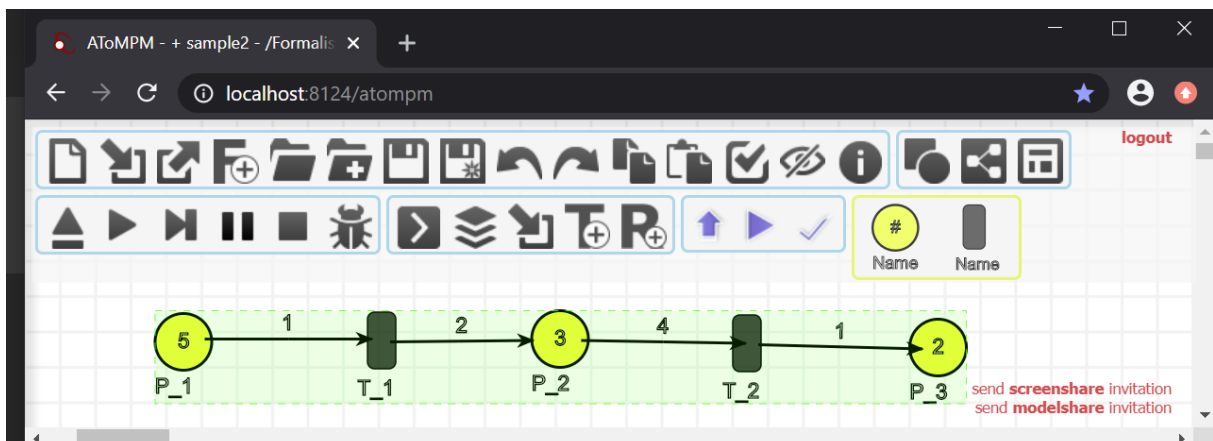 AToMPM - + sample2 - /Formalis
localhost:8124/atompm
logout
#
Name
Name
1
2
4
1
5
3
2
P_1
T_1
P_2
T_2
P_3
send screenshare invitation
send modelshare invitation